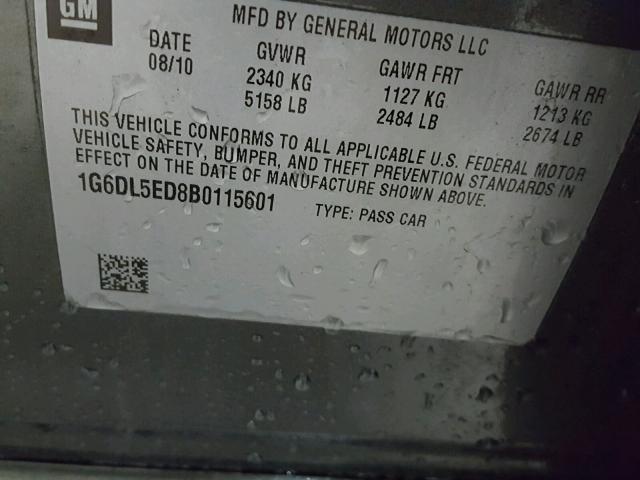 GM
MFD BY GENERAL MOTORS LLC
DATE GVWR GAWR FRT GAWR RR
08/10 2340 KG 1127 KG 1213 KG
5158 LB 2484 LB 2674 LB
THIS VEHICLE CONFORMS TO ALL APPLICABLE U.S. FEDERAL MOTOR
VEHICLE SAFETY, BUMPER, AND THEFT PREVENTION STANDARDS IN
EFFECT ON THE DATE OF MANUFACTURE SHOWN ABOVE.
1G6DL5ED8B0115601 TYPE: PASS CAR